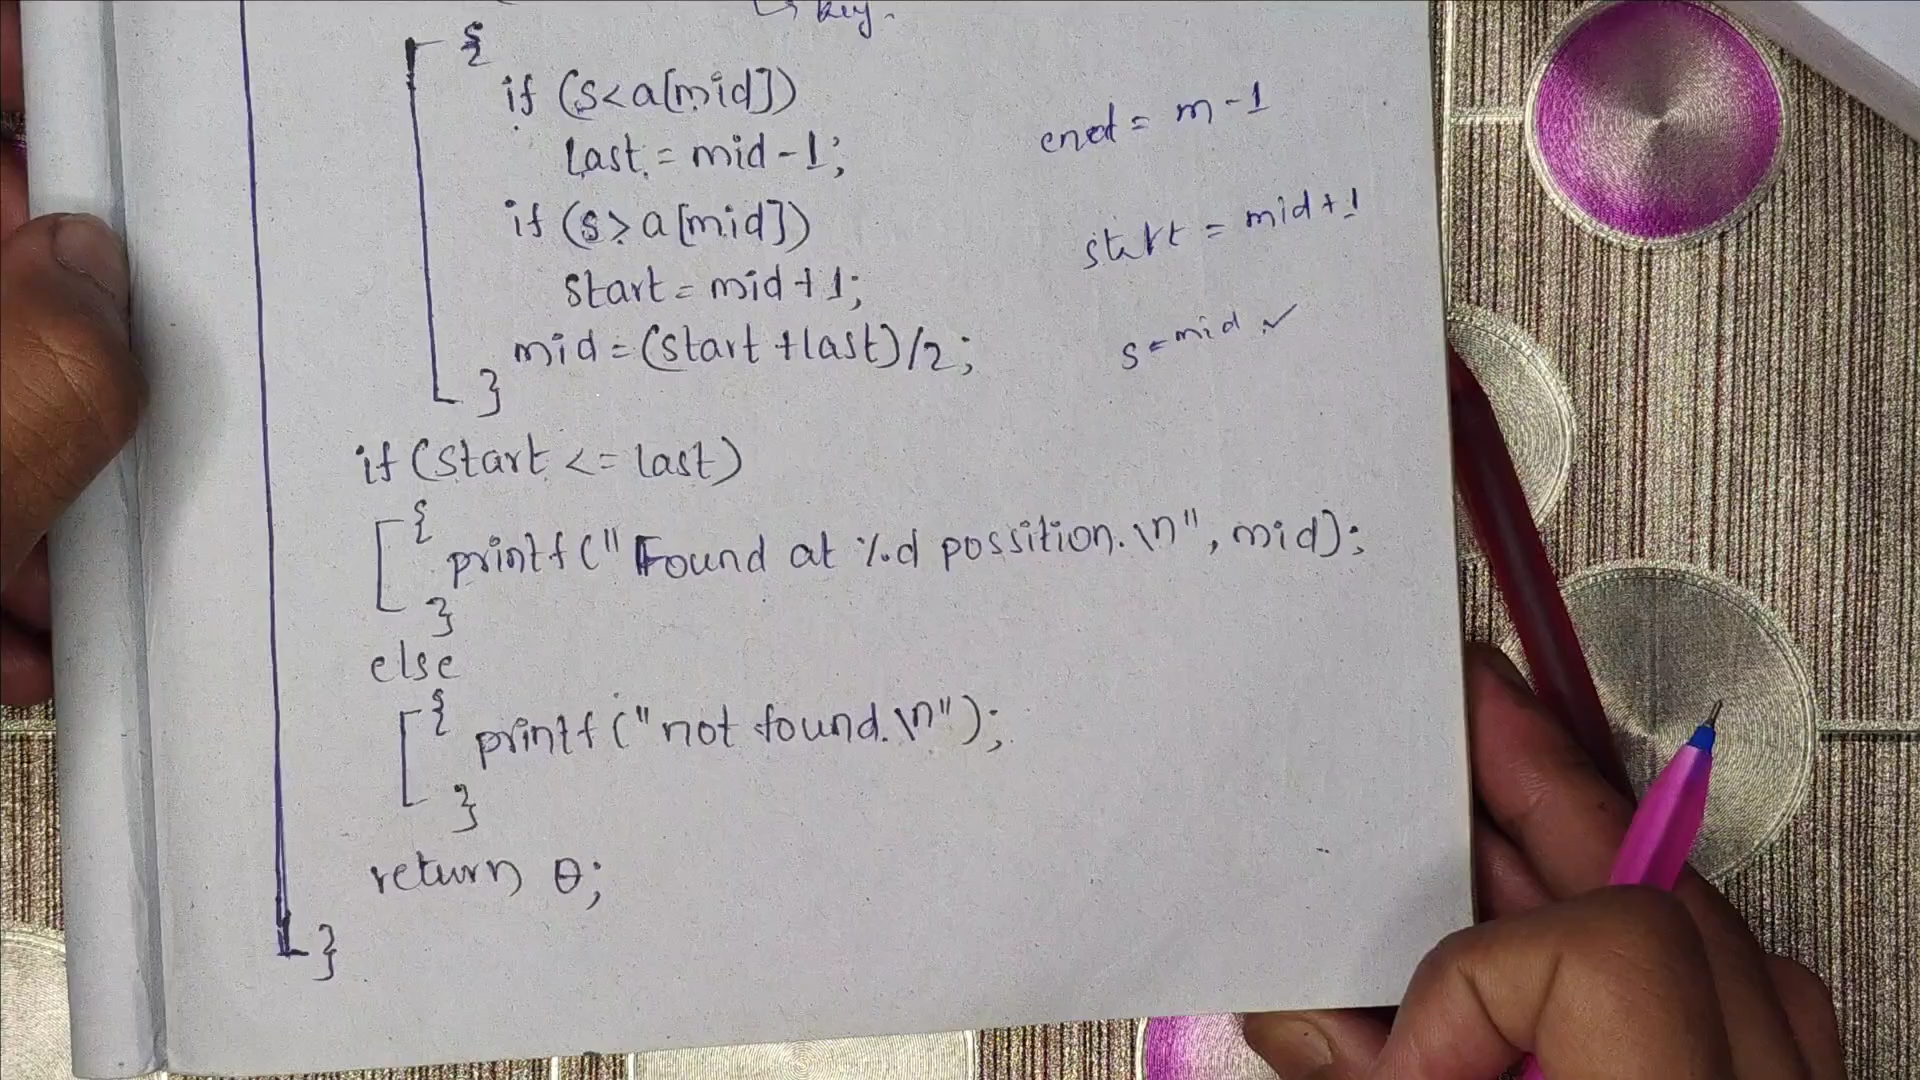 ↳ key.
{
if (s<a[mid])
last = mid-1;
end = m-1
if (s>a[mid])
start = mid+1;
start = mid+1
mid=(start+last)/2;
s=mid ✓
}
if (start <= last)
{
printf("Found at %d possition.\n", mid);
}
else
{
printf("not found.\n");
}
return 0;
}